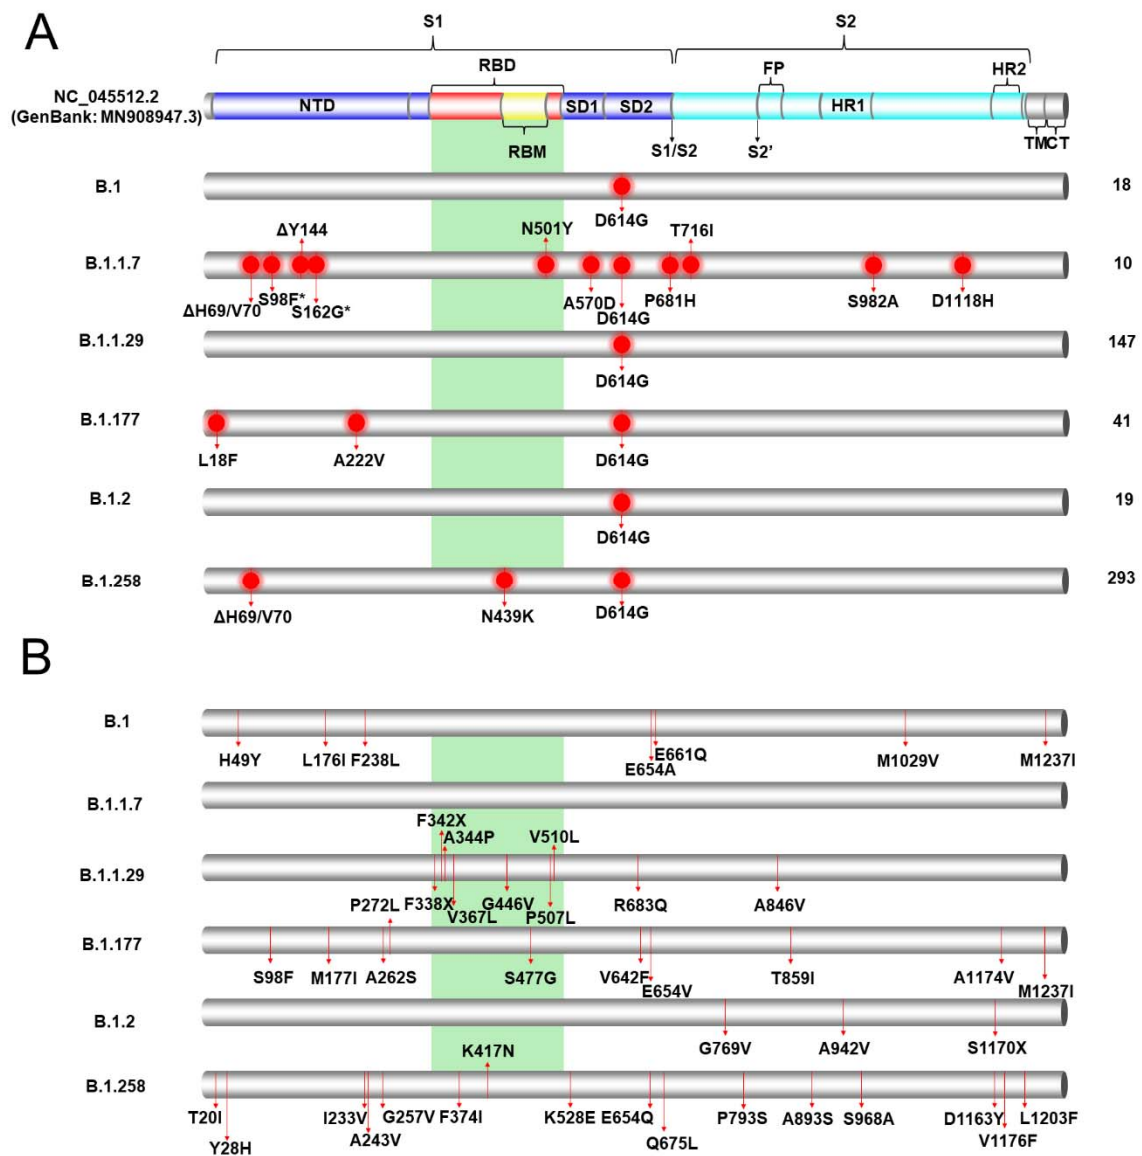 A
S1
S2
RBD
FP
HR2
NC_045512.2
(GenBank: MN908947.3)
NTD
SD1
SD2
HR1
RBM
S1/S2
S2'
TM
CT
B.1
18
D614G
ΔY144
N501Y
T716I
B.1.1.7
10
ΔH69/V70
S98F*
S162G*
A570D
D614G
P681H
S982A
D1118H
B.1.1.29
147
D614G
B.1.177
41
L18F
A222V
D614G
B.1.2
19
D614G
B.1.258
293
ΔH69/V70
N439K
D614G
B
B.1
H49Y
L176I
F238L
E654A
E661Q
M1029V
M1237I
B.1.1.7
F342X
A344P
V510L
B.1.1.29
F338X
V367L
G446V
P507L
R683Q
A846V
P272L
B.1.177
S98F
M177I
A262S
S477G
V642F
E654V
T859I
A1174V
M1237I
B.1.2
G769V
A942V
S1170X
K417N
B.1.258
T20I
Y28H
I233V
A243V
G257V
F374I
K528E
E654Q
Q675L
P793S
A893S
S968A
D1163Y
V1176F
L1203F